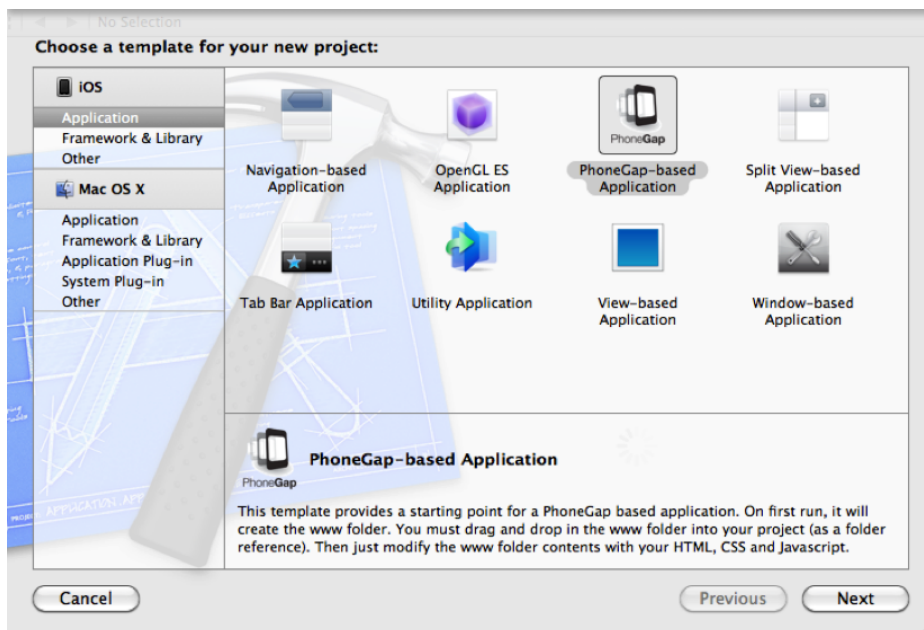 No Selection
Choose a template for your new project:
iOS
Application
Framework & Library
Other
Mac OS X
Application
Framework & Library
Application Plug-in
System Plug-in
Other
Navigation-based
Application
OpenGL ES
Application
PhoneGap
PhoneGap-based
Application
Split View-based
Application
Tab Bar Application
Utility Application
View-based
Application
Window-based
Application
PhoneGap
PhoneGap-based Application
This template provides a starting point for a PhoneGap based application. On first run, it will
create the www folder. You must drag and drop in the www folder into your project (as a folder
reference). Then just modify the www folder contents with your HTML, CSS and Javascript.
Cancel
Previous
Next